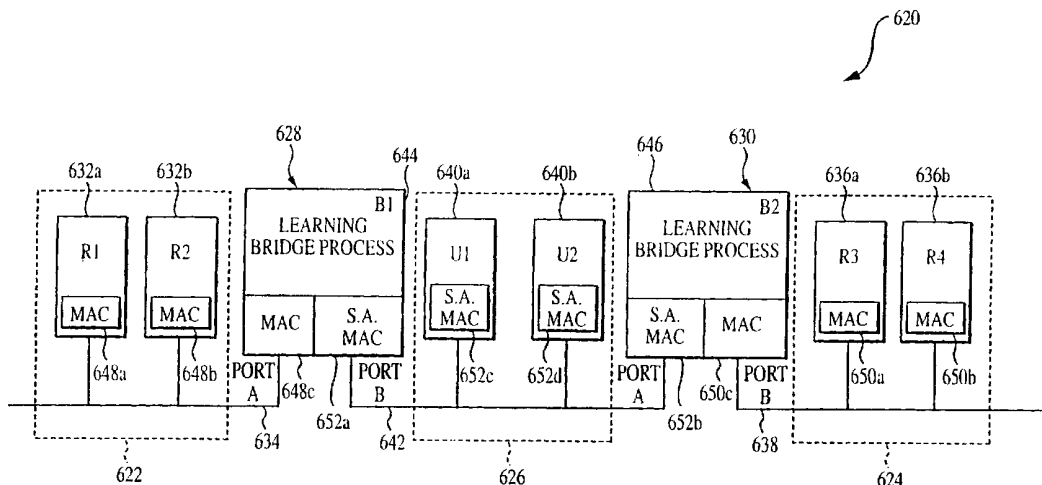 620
628
644
646
630
632a
632b
640a
640b
636a
636b
B1
B2
R1
R2
LEARNING
BRIDGE PROCESS
U1
U2
LEARNING
BRIDGE PROCESS
R3
R4
MAC
MAC
MAC
S.A.
MAC
S.A.
MAC
S.A.
MAC
S.A.
MAC
MAC
MAC
MAC
648a
648b
PORT
A
648c
652a
PORT
B
652c
652d
PORT
A
652b
650c
PORT
B
650a
650b
634
642
638
622
626
624